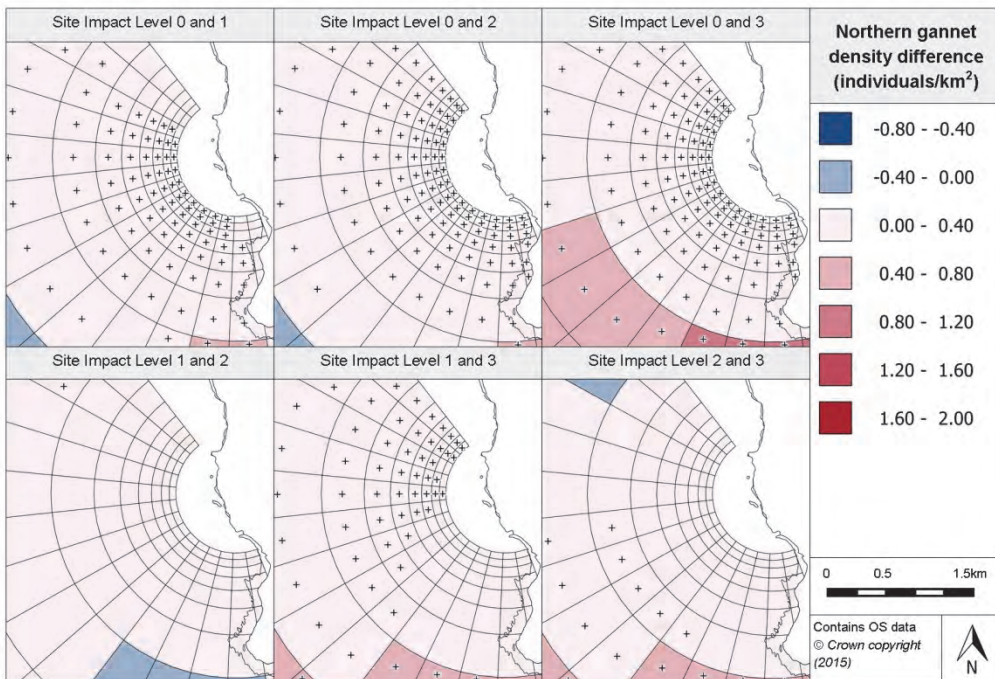 Site Impact Level 0 and 1
Site Impact Level 0 and 2
Site Impact Level 0 and 3
Site Impact Level 1 and 2
Site Impact Level 1 and 3
Site Impact Level 2 and 3
Northern gannet
density difference
(individuals/km²)
-0.80 - -0.40
-0.40 - 0.00
0.00 - 0.40
0.40 - 0.80
0.80 - 1.20
1.20 - 1.60
1.60 - 2.00
0 0.5 1.5km
Contains OS data
© Crown copyright
(2015)
N